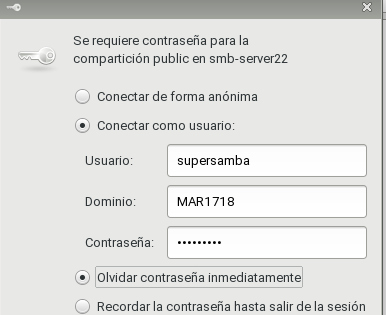 Se requiere contraseña para la
compartición public en smb-server22
Conectar de forma anónima
Conectar como usuario:
Usuario: supersamba
Dominio: MAR1718
Contraseña: •••••••••
Olvidar contraseña inmediatamente
Recordar la contraseña hasta salir de la sesión